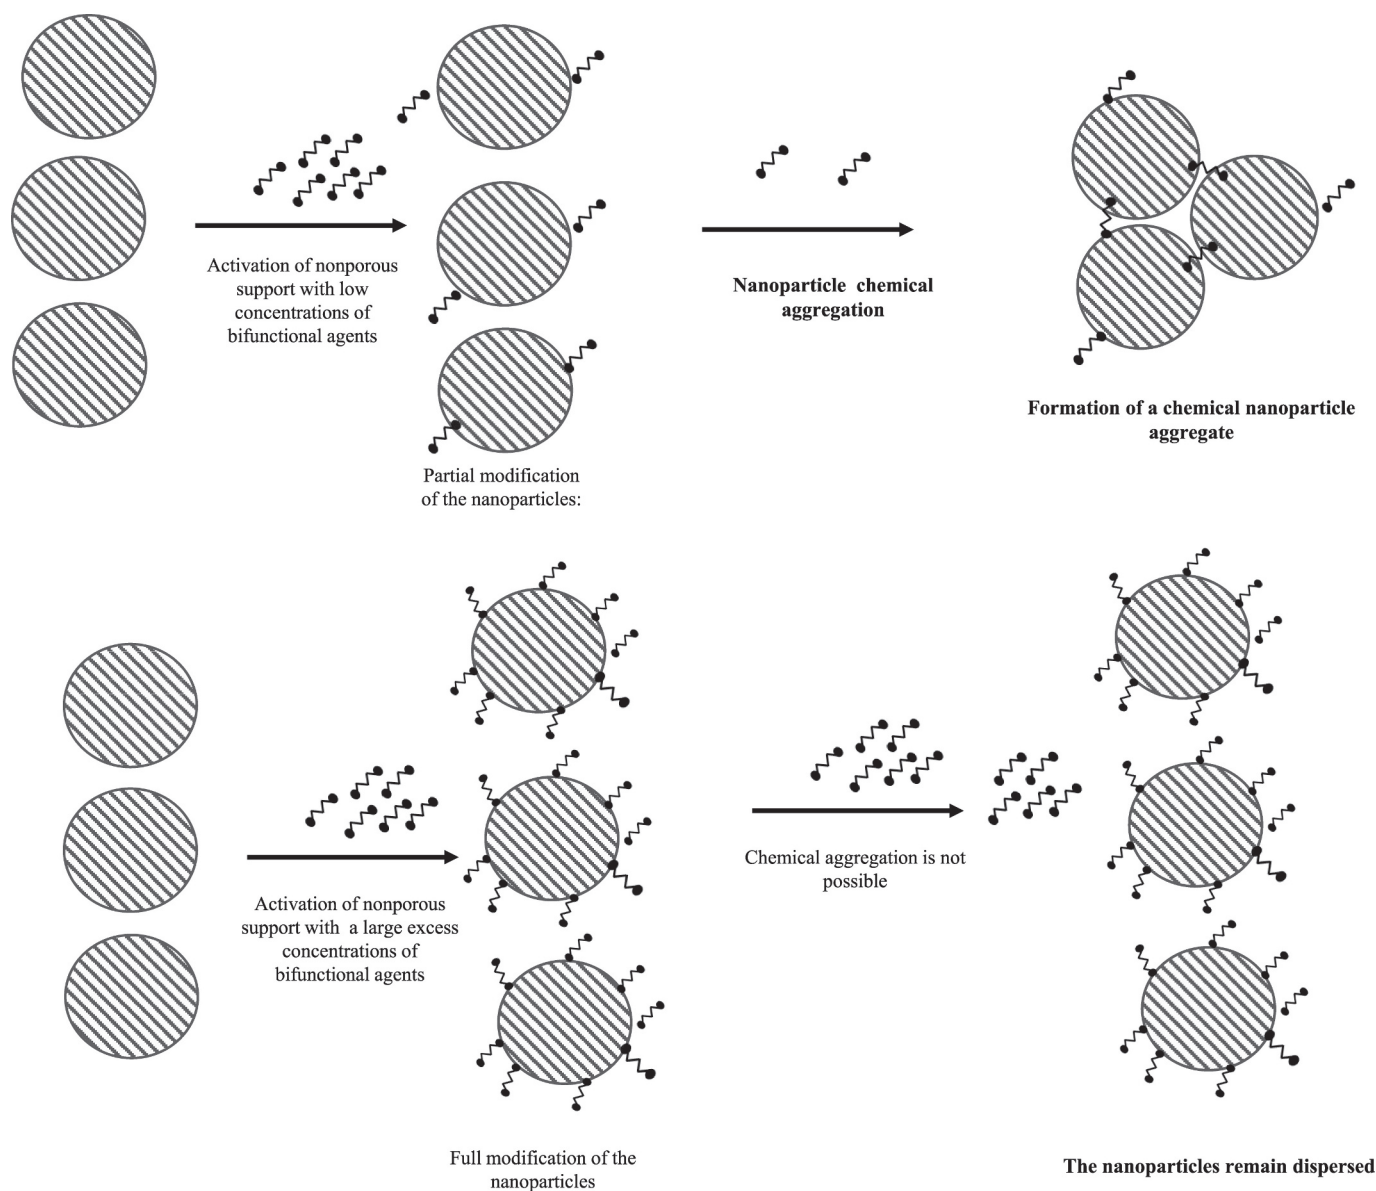 Activation of nonporous
support with low
concentrations of
bifunctional agents
Partial modification
of the nanoparticles:
Nanoparticle chemical
aggregation
Formation of a chemical nanoparticle
aggregate
Activation of nonporous
support with a large excess
concentrations of
bifunctional agents
Full modification of the
nanoparticles
Chemical aggregation is not
possible
The nanoparticles remain dispersed